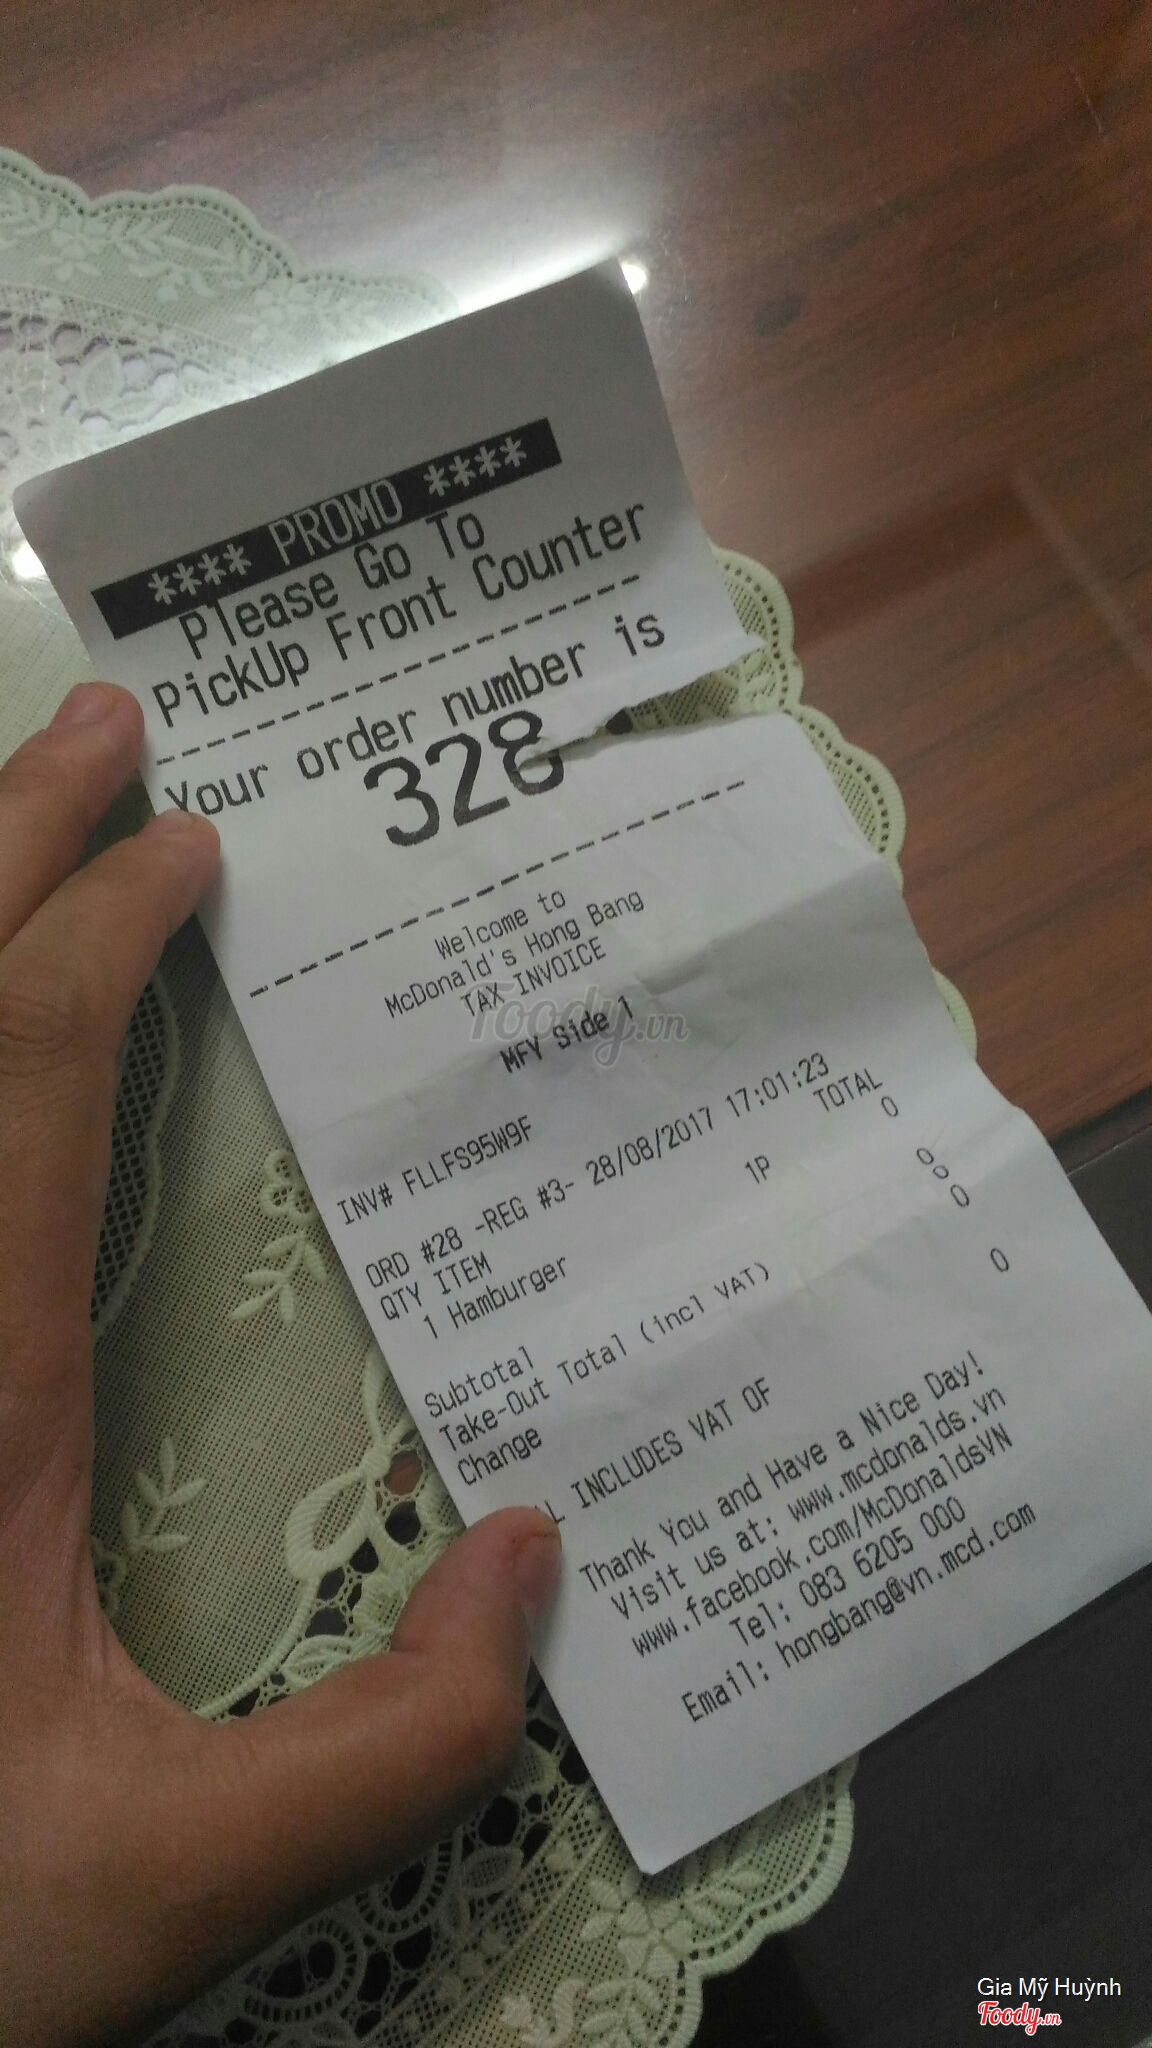 **** PROMO ****
Please Go To
PickUp Front Counter
Your order number is
328
Welcome to
McDonald's Hong Bang
TAX INVOICE
MFY Side 1
INV# FLLFS95W9F
ORD #28 -REG #3- 28/08/2017 17:01:23
QTY ITEM TOTAL
1 Hamburger 1P 0
Subtotal 0
Take-Out Total (incl VAT) 0
Change 0
L INCLUDES VAT OF 0
Thank You and Have a Nice Day!
Visit us at: www.mcdonalds.vn
www.facebook.com/McDonaldsVN
Tel: 083 6205 000
Email: hongbang@vn.mcd.com
Foody.vn
Gia Mỹ Huỳnh
Foody.vn